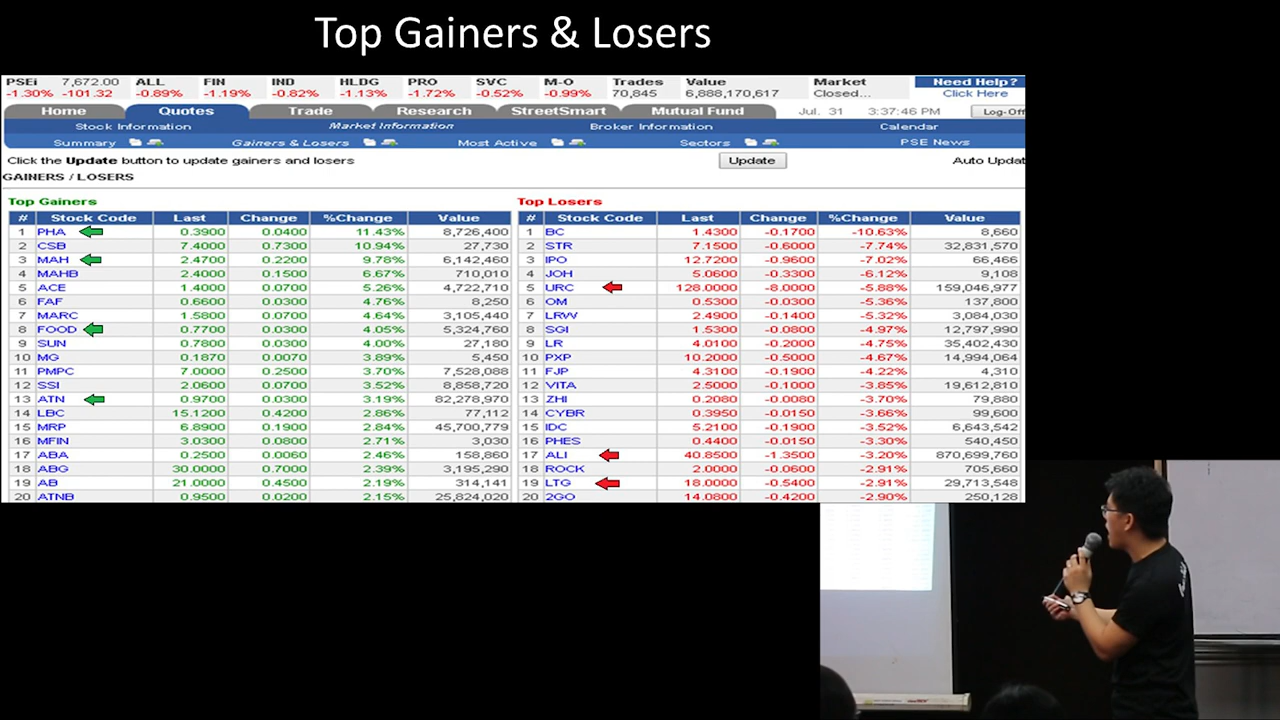 Top Gainers & Losers
PSEi 7,672.00 ALL FIN IND HLDG PRO SVC M-O Trades Value Market Need Help?
-1.30% -101.32 -0.89% -1.19% -0.82% -1.13% -1.72% -0.52% -0.99% 70,845 6,888,170,617 Closed... Click Here
Home Quotes Trade Research StreetSmart Mutual Fund Jul. 31 3:37:46 PM Log-Off
Stock Information Market Information Broker Information Calendar
Summary Gainers & Losers Most Active Sectors PSE News
Click the Update button to update gainers and losers Update Auto Updat
GAINERS / LOSERS
Top Gainers Top Losers
# Stock Code Last Change %Change Value # Stock Code Last Change %Change Value
1 PHA 0.3900 0.0400 11.43% 8,726,400 1 BC 1.4300 -0.1700 -10.63% 8,660
2 CSB 7.4000 0.7300 10.94% 27,730 2 STR 7.1500 -0.6000 -7.74% 32,831,570
3 MAH 2.4700 0.2200 9.78% 6,142,460 3 IPO 12.7200 -0.9600 -7.02% 66,466
4 MAHB 2.4000 0.1500 6.67% 710,010 4 JOH 5.0600 -0.3300 -6.12% 9,108
5 ACE 1.4000 0.0700 5.26% 4,722,710 5 URC 128.0000 -8.0000 -5.88% 159,046,977
6 FAF 0.6600 0.0300 4.76% 8,250 6 OM 0.5300 -0.0300 -5.36% 137,800
7 MARC 1.5800 0.0700 4.64% 3,105,440 7 LRW 2.4900 -0.1400 -5.32% 3,084,030
8 FOOD 0.7700 0.0300 4.05% 5,324,760 8 SGI 1.5300 -0.0800 -4.97% 12,797,990
9 SUN 0.7800 0.0300 4.00% 27,180 9 LR 4.0100 -0.2000 -4.75% 35,402,430
10 MG 0.1870 0.0070 3.89% 5,450 10 PXP 10.2000 -0.5000 -4.67% 14,994,064
11 PMPC 7.0000 0.2500 3.70% 7,528,088 11 FJP 4.3100 -0.1900 -4.22% 4,310
12 SSI 2.0600 0.0700 3.52% 8,858,720 12 VITA 2.5000 -0.1000 -3.85% 19,612,810
13 ATN 0.9700 0.0300 3.19% 82,278,970 13 ZHI 0.2080 -0.0080 -3.70% 79,880
14 LBC 15.1200 0.4200 2.86% 77,112 14 CYBR 0.3950 -0.0150 -3.66% 99,600
15 MRP 6.8900 0.1900 2.84% 45,700,779 15 IDC 5.2100 -0.1900 -3.52% 6,643,542
16 MFIN 3.0300 0.0800 2.71% 3,030 16 PHES 0.4400 -0.0150 -3.30% 540,450
17 ABA 0.2500 0.0060 2.46% 158,860 17 ALI 40.8500 -1.3500 -3.20% 870,699,760
18 ABG 30.0000 0.7000 2.39% 3,195,290 18 ROCK 2.0000 -0.0600 -2.91% 705,660
19 AB 21.0000 0.4500 2.19% 314,141 19 LTG 18.0000 -0.5400 -2.91% 29,713,548
20 ATNB 0.9500 0.0200 2.15% 25,824,020 20 2GO 14.0800 -0.4200 -2.90% 250,128